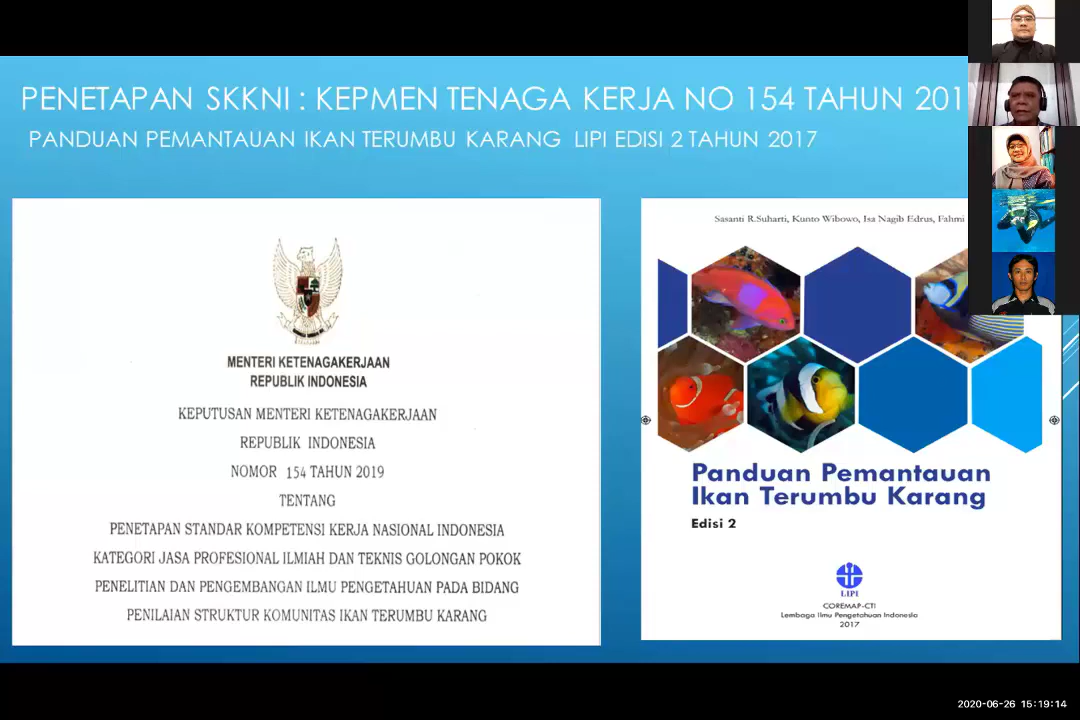 PENETAPAN SKKNI : KEPMEN TENAGA KERJA NO 154 TAHUN 201
PANDUAN PEMANTAUAN IKAN TERUMBU KARANG LIPI EDISI 2 TAHUN 2017
MENTERI KETENAGAKERJAAN
REPUBLIK INDONESIA
KEPUTUSAN MENTERI KETENAGAKERJAAN
REPUBLIK INDONESIA
NOMOR 154 TAHUN 2019
TENTANG
PENETAPAN STANDAR KOMPETENSI KERJA NASIONAL INDONESIA
KATEGORI JASA PROFESIONAL ILMIAH DAN TEKNIS GOLONGAN POKOK
PENELITIAN DAN PENGEMBANGAN ILMU PENGETAHUAN PADA BIDANG
PENILAIAN STRUKTUR KOMUNITAS IKAN TERUMBU KARANG
Sasanti R.Suharti, Kunto Wibowo, Isa Nagib Edrus, Fahmi
Panduan Pemantauan
Ikan Terumbu Karang
Edisi 2
LIPI
COREMAP-CTI
Lembaga Ilmu Pengetahuan Indonesia
2017
2020-06-26 15:19:14